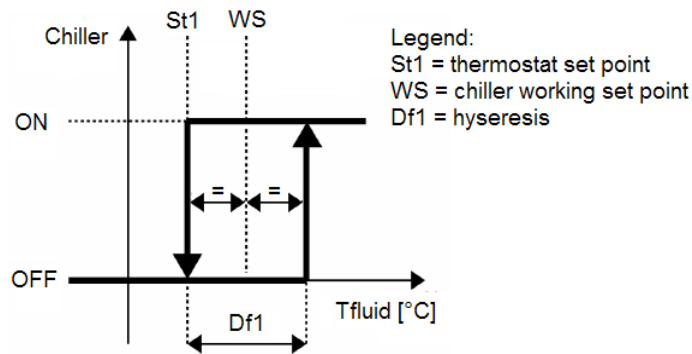 St1 WS
Chiller
Legend:
St1 = thermostat set point
WS = chiller working set point
Df1 = hyseresis
ON
= =
OFF
Df1
Tfluid [°C]